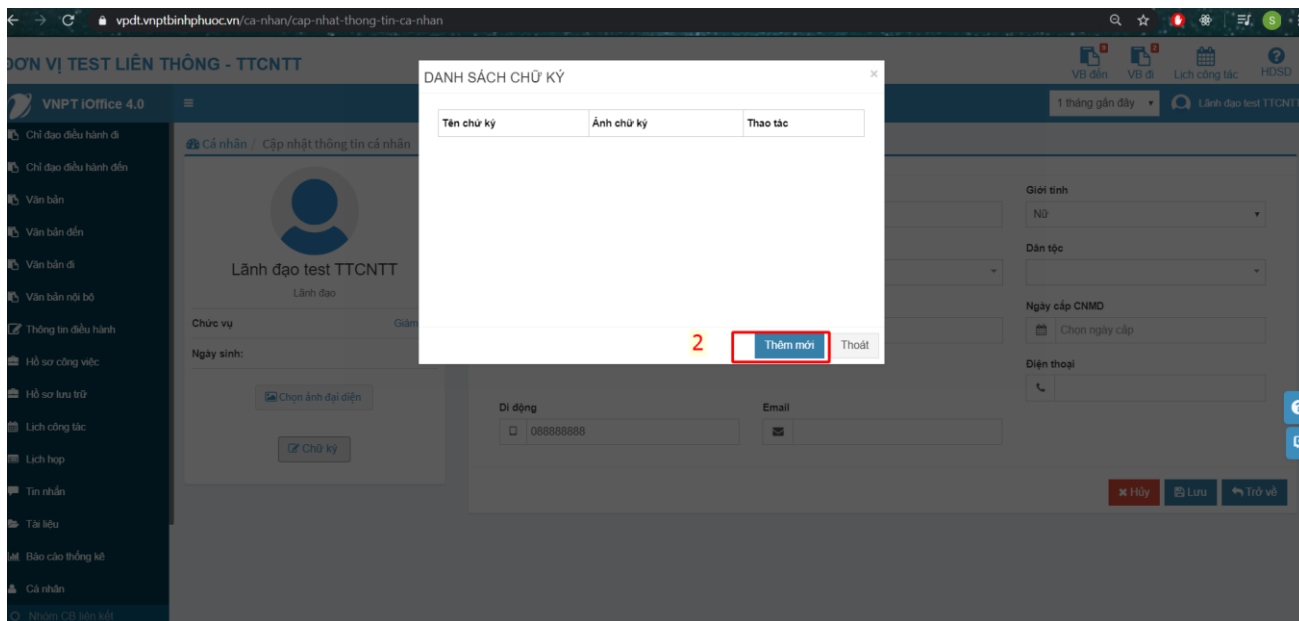 vpdt.vnptbinhphuoc.vn/ca-nhan/cap-nhat-thong-tin-ca-nhan
S
ĐƠN VỊ TEST LIÊN THÔNG - TTCNTT
VB đến
VB đi
Lịch công tác
HDSD
VNPT iOffice 4.0
1 tháng gần đây
Lãnh đạo test TTCNTT
DANH SÁCH CHỮ KÝ
×
Tên chữ ký
Ảnh chữ ký
Thao tác
2
Thêm mới
Thoát
Chỉ đạo điều hành đi
Chỉ đạo điều hành đến
Văn bản
Văn bản đến
Văn bản đi
Văn bản nội bộ
Thông tin điều hành
Hồ sơ công việc
Hồ sơ lưu trữ
Lịch công tác
Lịch họp
Tin nhắn
Tài liệu
Báo cáo thống kê
Cá nhân
Nhóm CB liên kết
Cá nhân / Cập nhật thông tin cá nhân
Lãnh đạo test TTCNTT
Lãnh đạo
Chức vụ
Giám
Ngày sinh:
Chọn ảnh đại diện
Chữ ký
Giới tính
Nữ
Dân tộc
Ngày cấp CNMD
Chọn ngày cấp
Điện thoại
Di động
088888888
Email
Hủy
Lưu
Trở về